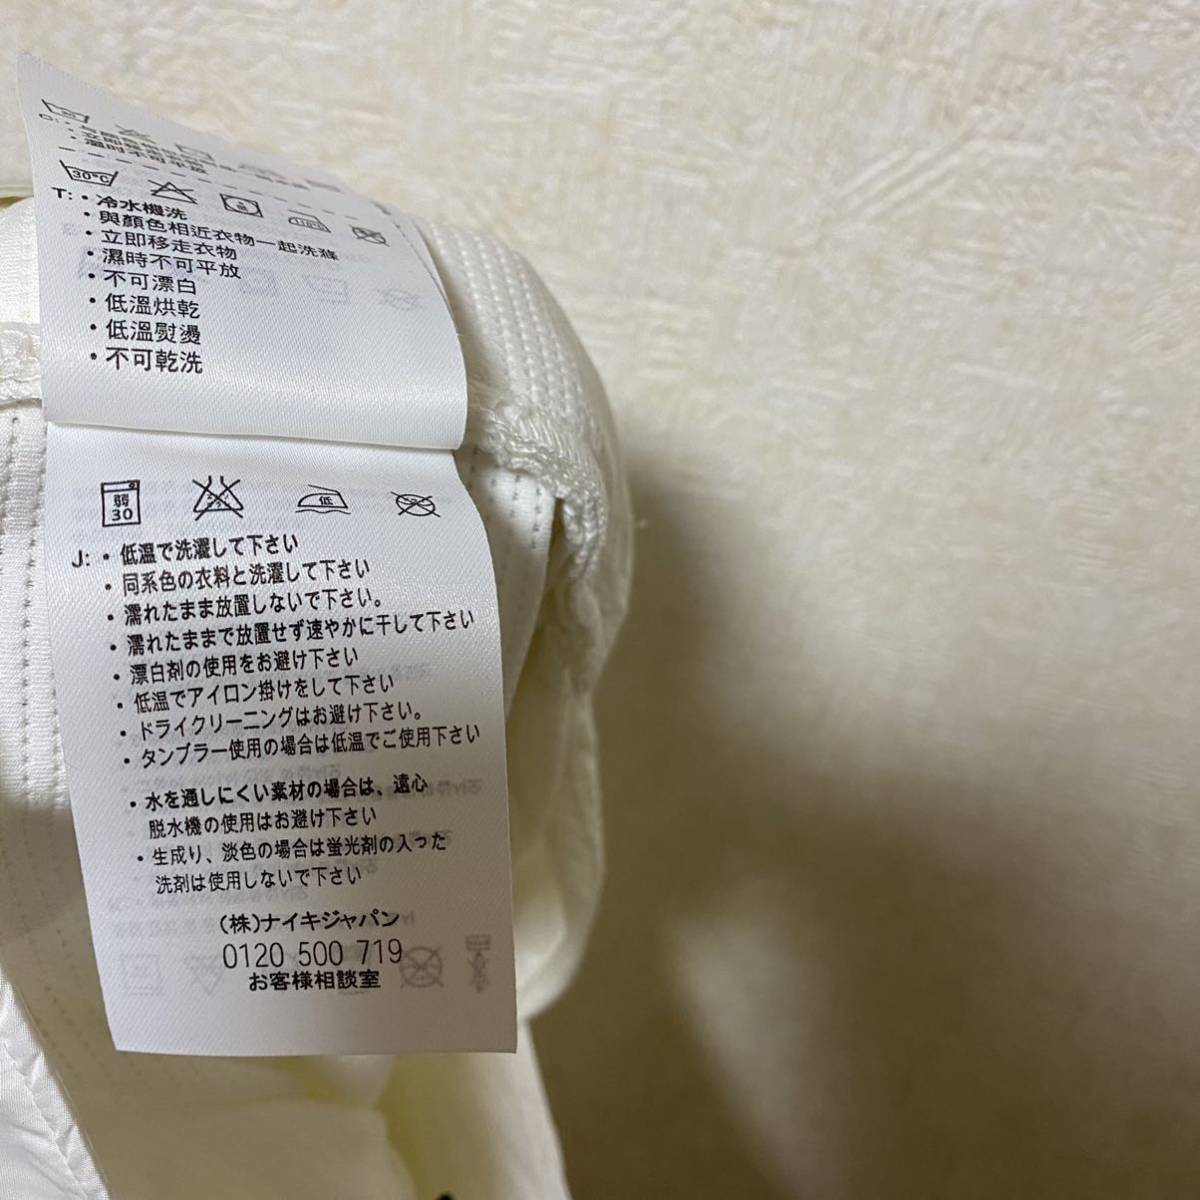 C:
30°C
110°C
T: ・冷水機洗
・與顏色相近衣物一起洗滌
・立即移走衣物
・濕時不可平放
・不可漂白
・低溫烘乾
・低溫熨燙
・不可乾洗
弱
30
低
J: ・低温で洗濯して下さい
・同系色の衣料と洗濯して下さい
・濡れたまま放置しないで下さい。
・濡れたままで放置せず速やかに干して下さい
・漂白剤の使用をお避け下さい
・低温でアイロン掛けをして下さい
・ドライクリーニングはお避け下さい。
・タンブラー使用の場合は低温でご使用下さい
・水を通しにくい素材の場合は、遠心
脱水機の使用はお避け下さい
・生成り、淡色の場合は蛍光剤の入った
洗剤は使用しないで下さい
(株)ナイキジャパン
0120 500 719
お客様相談室